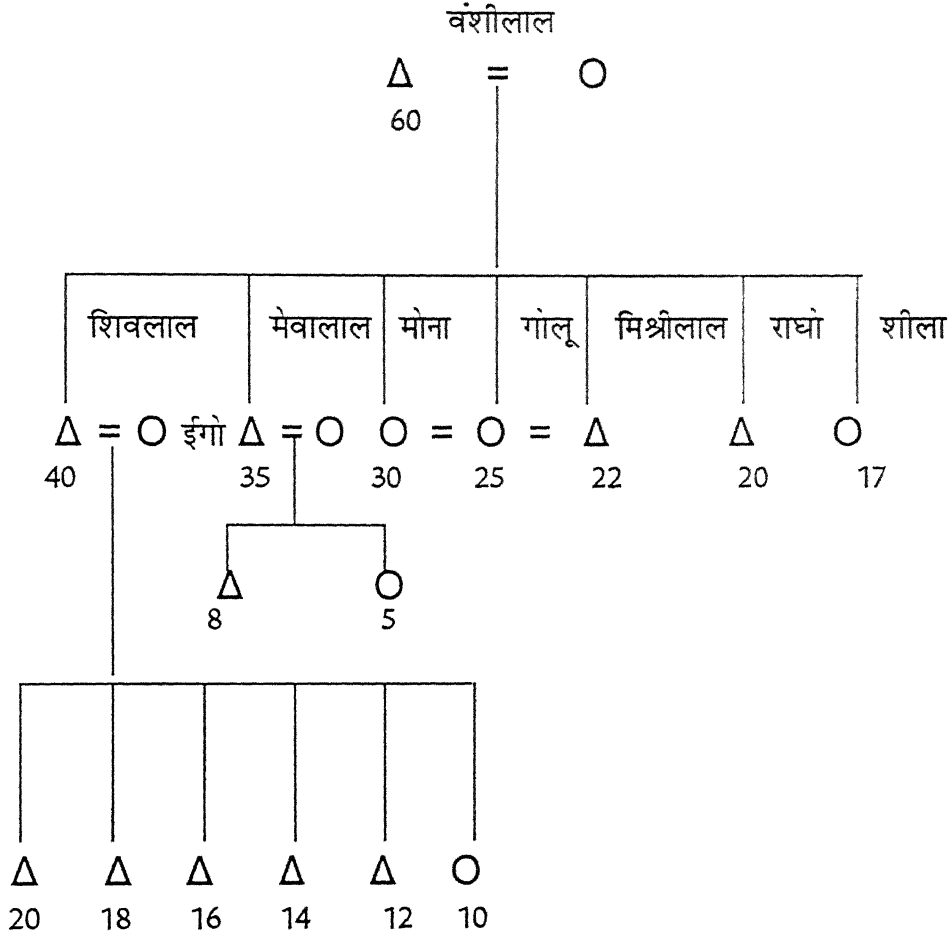 वंशीलाल
Δ = O
60
शिवलाल मेवालाल मोना गोलू मिश्रीलाल राघो शीला
Δ = O ईगो Δ = O O = O = Δ Δ O
40 35 30 25 22 20 17
Δ O
8 5
Δ Δ Δ Δ Δ O
20 18 16 14 12 10